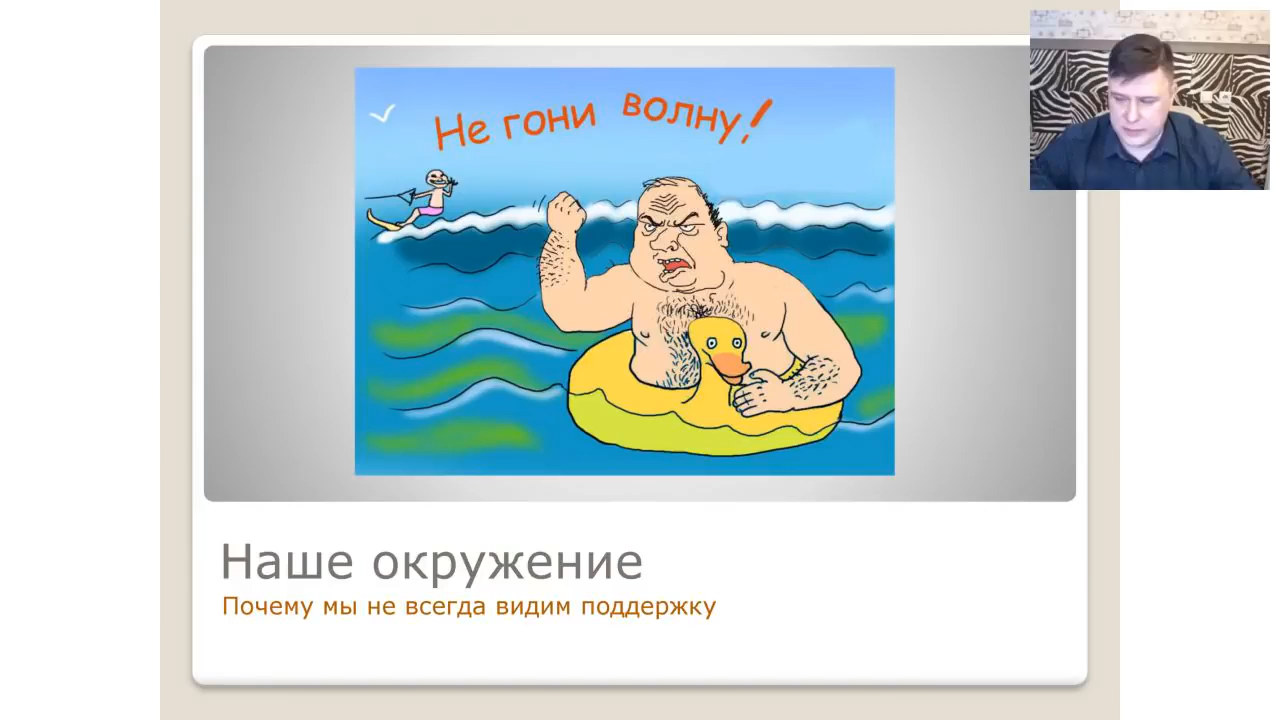 Не гони волну!
Наше окружение
Почему мы не всегда видим поддержку